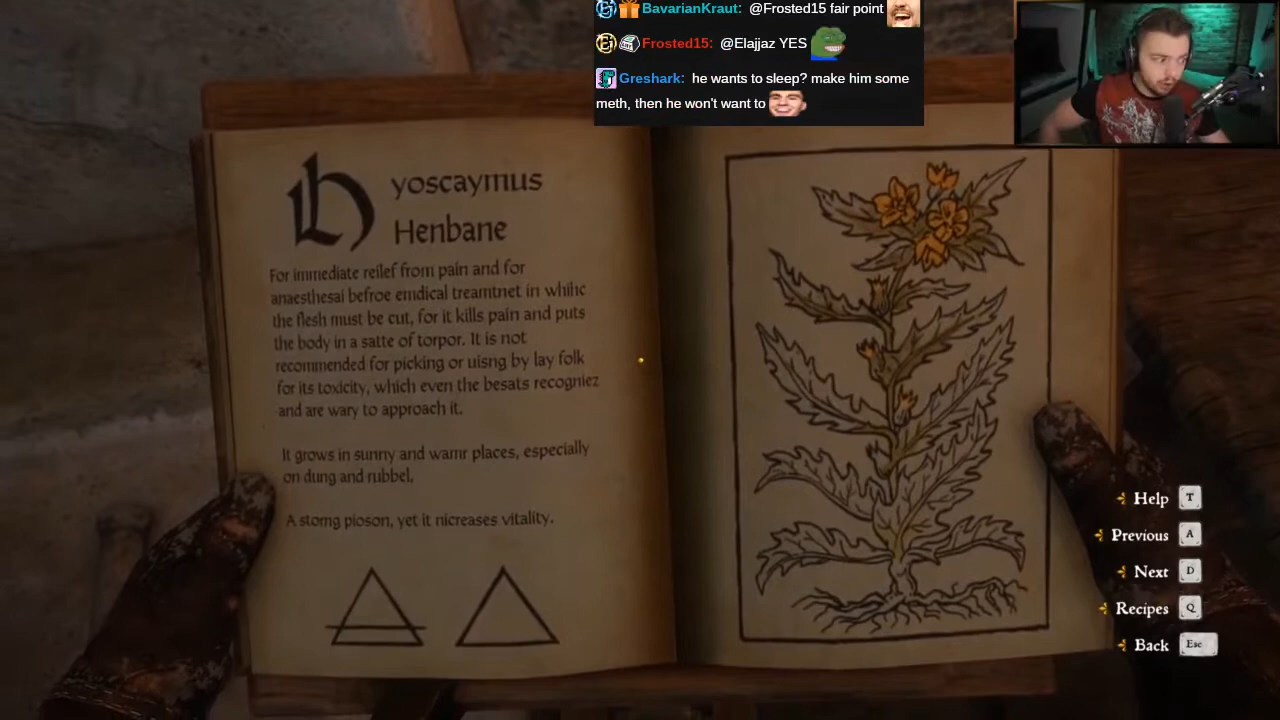 BavarianKraut: @Frosted15 fair point
Frosted15: @Elajjaz YES
Greshark: he wants to sleep? make him some
meth, then he won't want to
Hyoscaymus
Henbane
For immediate reilef from pain and for
anaesthesai befroe emdical treamtnet in whihc
the flesh must be cut, for it kills pain and puts
the body in a satte of torpor. It is not
recommended for picking or uisng by lay folk
for its toxicity, which even the besats recogniez
and are wary to approach it.
It grows in sunny and wamr places, especially
on dung and rubbel.
A stomg pioson, yet it nicreases vitality.
Help T
Previous A
Next D
Recipes Q
Back Esc